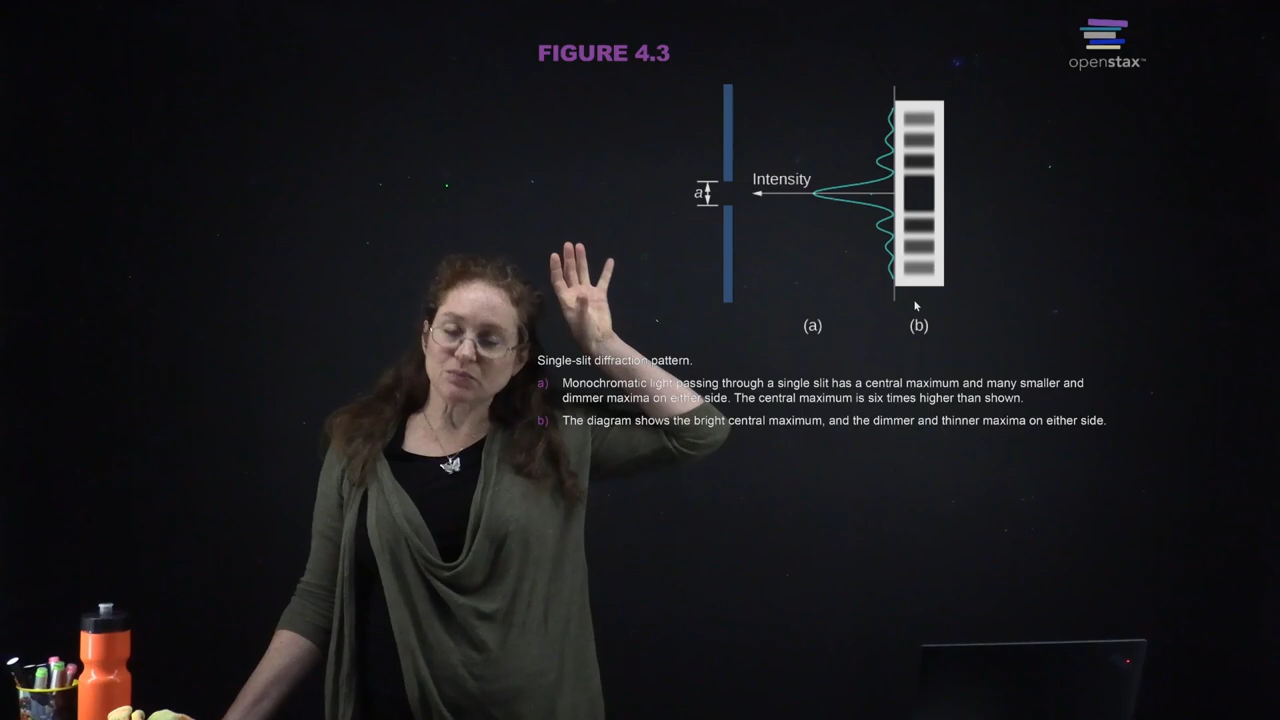 FIGURE 4.3
openstax™
a
Intensity
(a)
(b)
Single-slit diffraction pattern.
a) Monochromatic light passing through a single slit has a central maximum and many smaller and
dimmer maxima on either side. The central maximum is six times higher than shown.
b) The diagram shows the bright central maximum, and the dimmer and thinner maxima on either side.